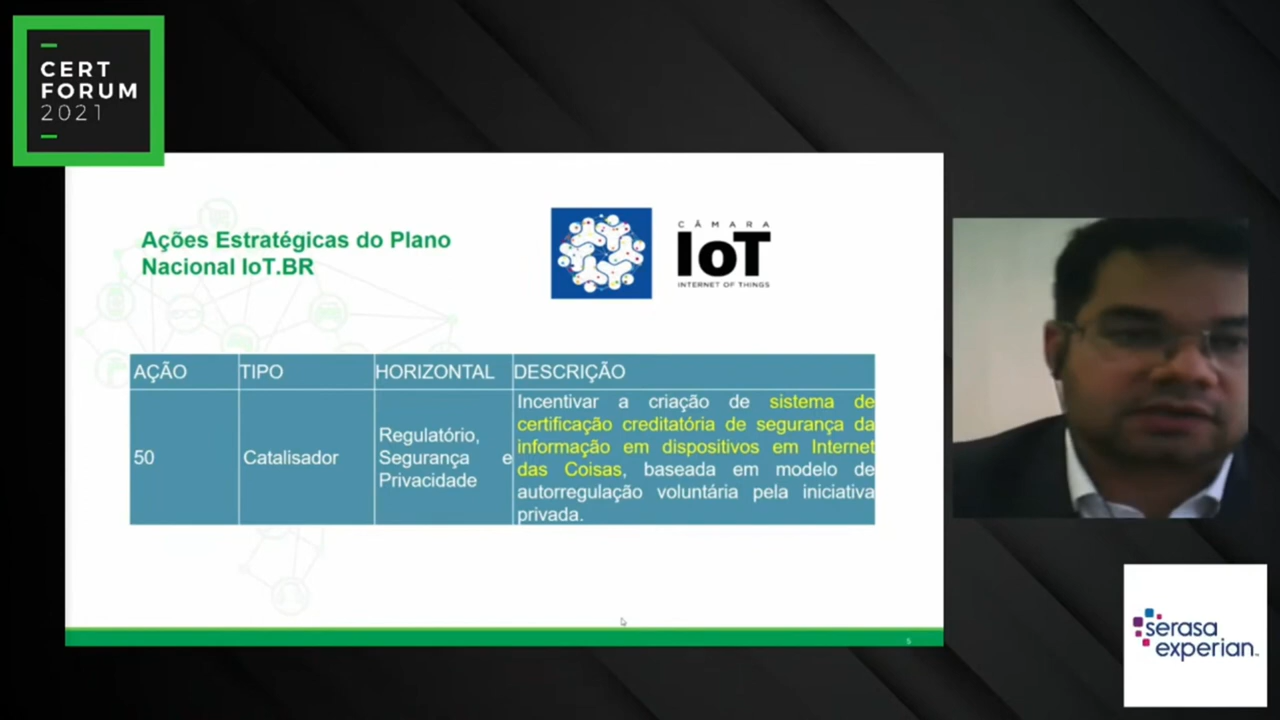 CERT
FORUM
2021
Ações Estratégicas do Plano
Nacional IoT.BR
CÂMARA
IoT
INTERNET OF THINGS
AÇÃO
TIPO
HORIZONTAL
DESCRIÇÃO
50
Catalisador
Regulatório,
Segurança e
Privacidade
Incentivar a criação de sistema de
certificação creditatória de segurança da
informação em dispositivos em Internet
das Coisas, baseada em modelo de
autorregulação voluntária pela iniciativa
privada.
5
serasa
experian